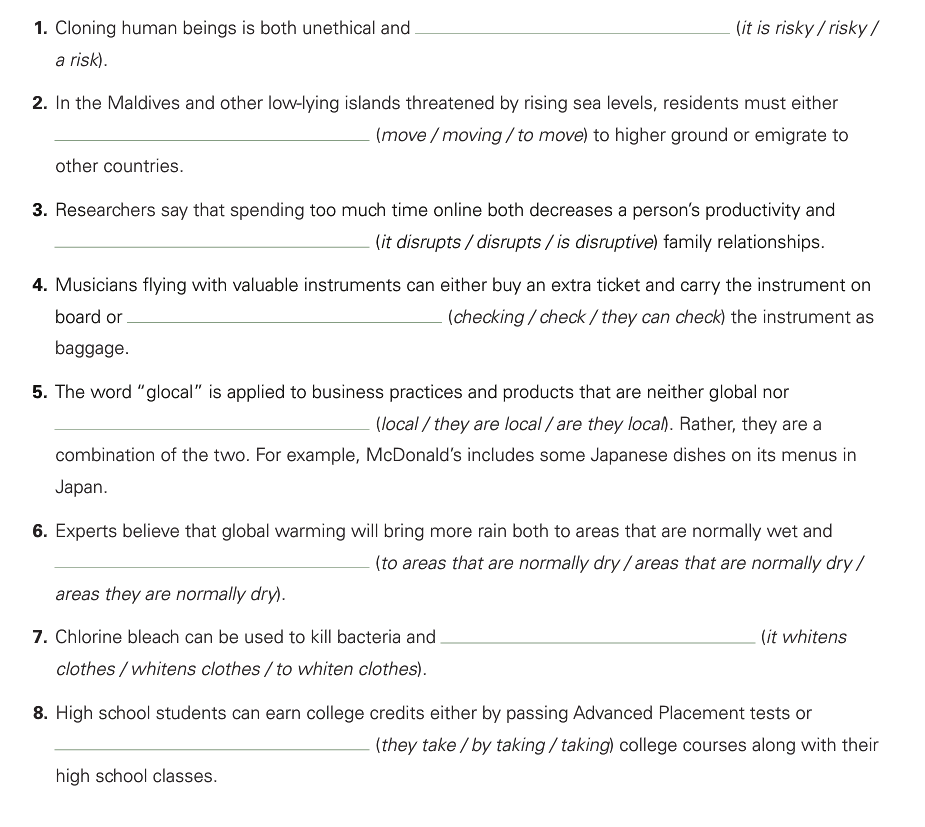 1. Cloning human beings is both unethical and ______ (it is risky / risky /
a risk).
2. In the Maldives and other low-lying islands threatened by rising sea levels, residents must either
______ (move / moving / to move) to higher ground or emigrate to
other countries.
3. Researchers say that spending too much time online both decreases a person's productivity and
______ (it disrupts / disrupts / is disruptive) family relationships.
4. Musicians flying with valuable instruments can either buy an extra ticket and carry the instrument on
board or ______ (checking / check / they can check) the instrument as
baggage.
5. The word "glocal" is applied to business practices and products that are neither global nor
______ (local / they are local / are they local). Rather, they are a
combination of the two. For example, McDonald's includes some Japanese dishes on its menus in
Japan.
6. Experts believe that global warming will bring more rain both to areas that are normally wet and
______ (to areas that are normally dry / areas that are normally dry /
areas they are normally dry).
7. Chlorine bleach can be used to kill bacteria and ______ (it whitens
clothes / whitens clothes / to whiten clothes).
8. High school students can earn college credits either by passing Advanced Placement tests or
______ (they take / by taking / taking) college courses along with their
high school classes.